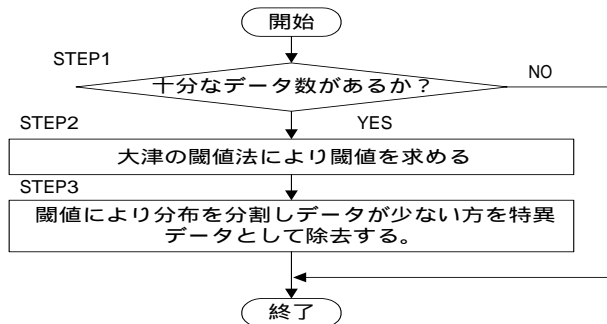 開始
STEP1
十分なデータ数があるか？
NO
STEP2
YES
大津の閾値法により閾値を求める
STEP3
閾値により分布を分割しデータが少ない方を特異
データとして除去する。
終了